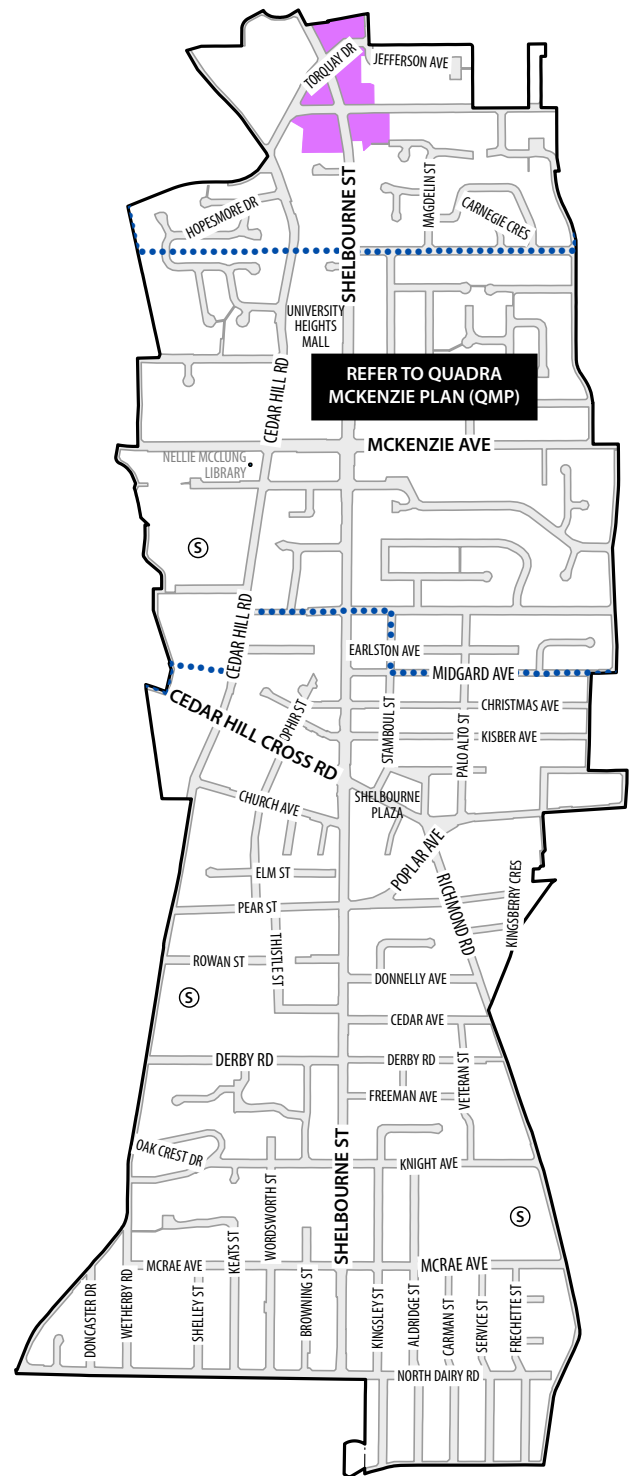 TORQUAY DR
JEFFERSON AVE
SHELBOURNE ST
MAGDELIN ST
CARNEGIE CRES
HOPESMORE DR
UNIVERSITY
HEIGHTS
MALL
CEDAR HILL RD
REFER TO QUADRA
MCKENZIE PLAN (QMP)
MCKENZIE AVE
NELLIE MCCLUNG
LIBRARY
S
CEDAR HILL RD
EARLSTON AVE
MIDGARD AVE
CEDAR HILL CROSS RD
OPHIR ST
STAMBOUL ST
CHRISTMAS AVE
KISBER AVE
PALO ALTO ST
CHURCH AVE
SHELBOURNE
PLAZA
POPLAR AVE
ELM ST
RICHMOND RD
KINGSBERRY CRES
PEAR ST
THISTLE ST
ROWAN ST
DONNELLY AVE
S
CEDAR AVE
DERBY RD
DERBY RD
VETERAN ST
FREEMAN AVE
OAK CREST DR
SHELBOURNE ST
KNIGHT AVE
WORDSWORTH ST
S
KEATS ST
MCRAE AVE
MCRAE AVE
DONCASTER DR
WETHERBY RD
SHELLEY ST
BROWNING ST
KINGSLEY ST
ALDRIDGE ST
CARMAN ST
SERVICE ST
FRECHETTE ST
NORTH DAIRY RD